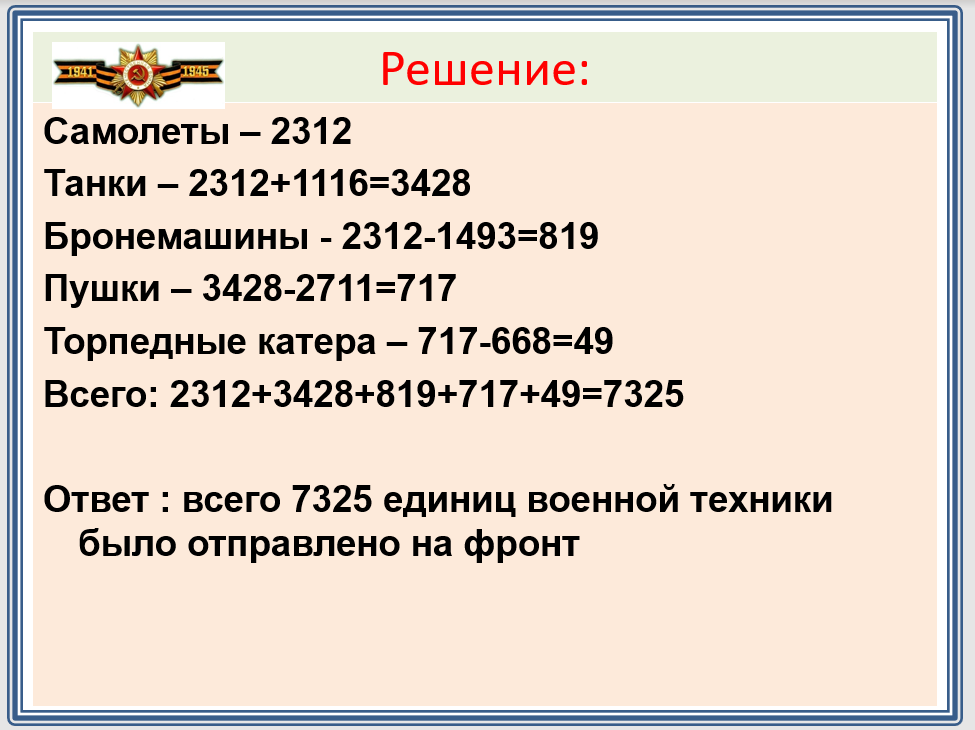 1941 1945
Решение:
Самолеты – 2312
Танки – 2312+1116=3428
Бронемашины - 2312-1493=819
Пушки – 3428-2711=717
Торпедные катера – 717-668=49
Всего: 2312+3428+819+717+49=7325
Ответ : всего 7325 единиц военной техники
было отправлено на фронт